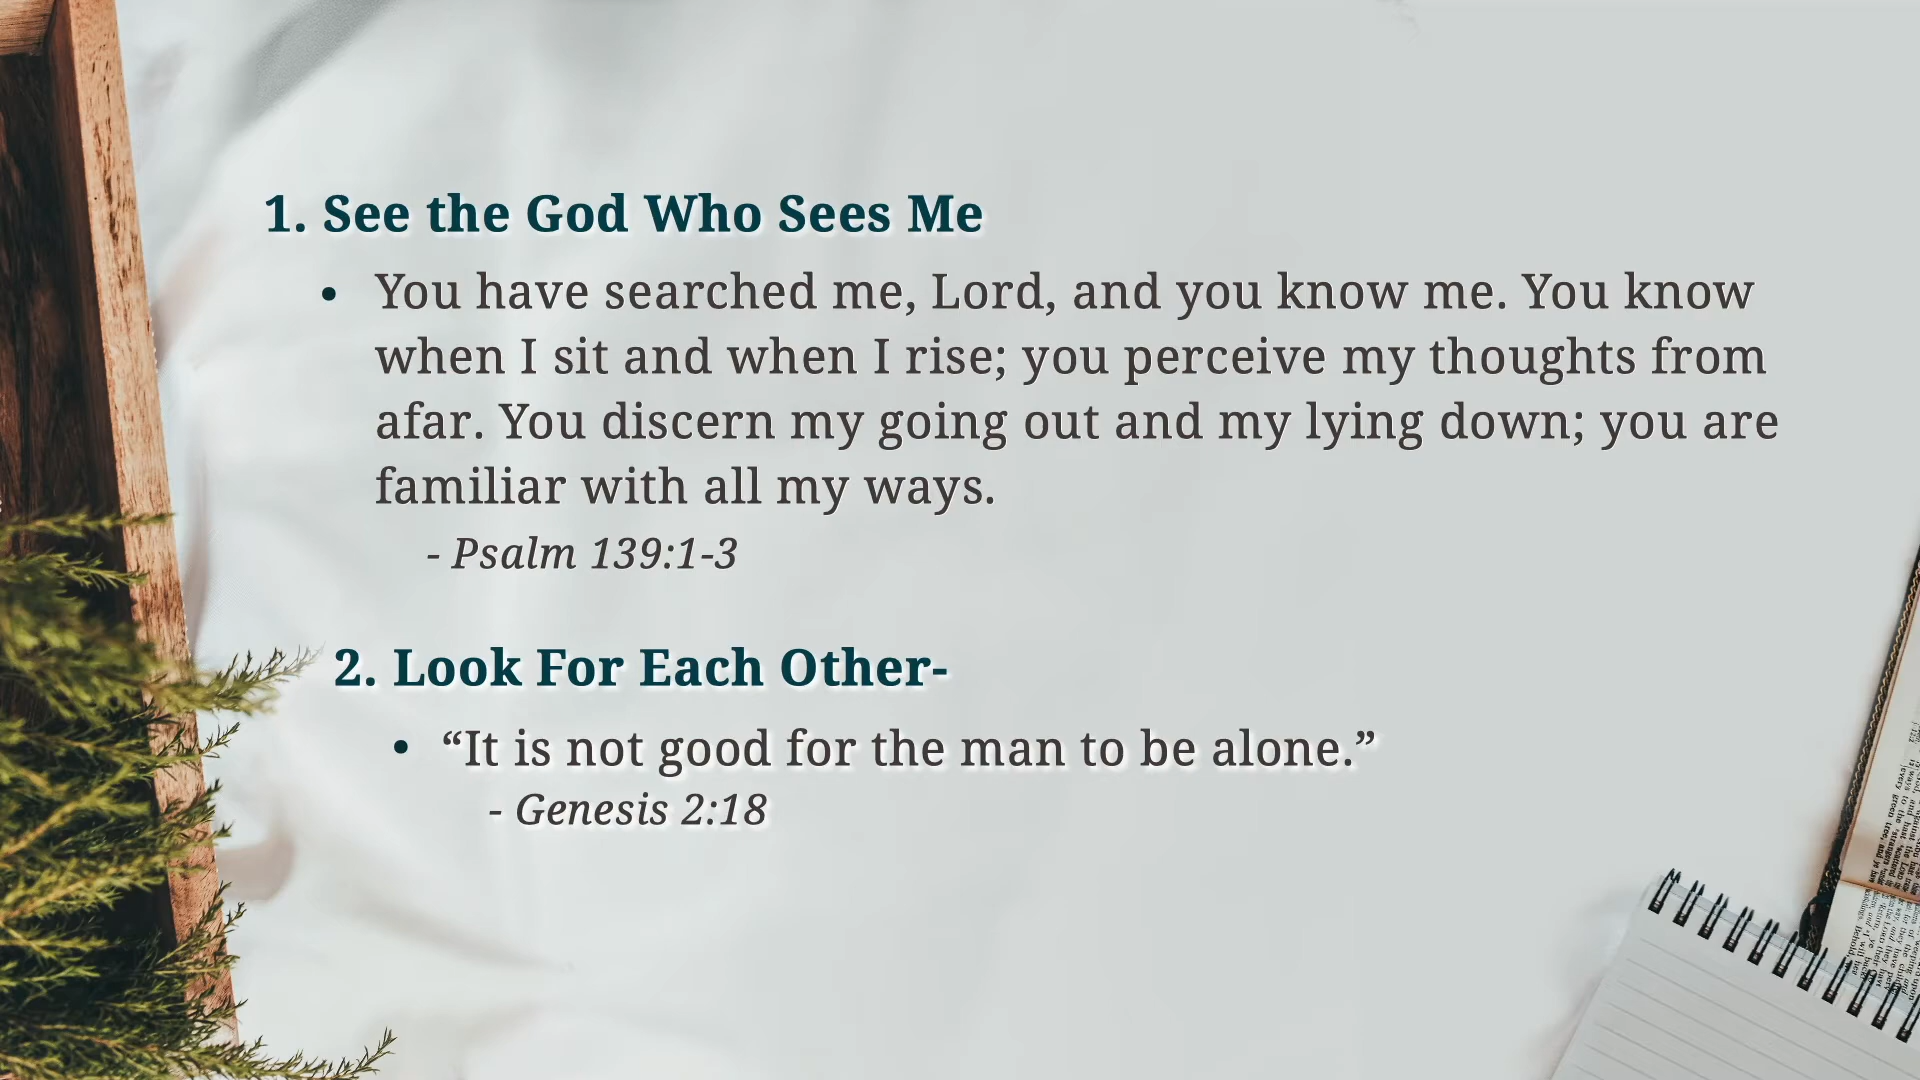 1. See the God Who Sees Me
• You have searched me, Lord, and you know me. You know
when I sit and when I rise; you perceive my thoughts from
afar. You discern my going out and my lying down; you are
familiar with all my ways.
- Psalm 139:1-3
2. Look For Each Other-
• “It is not good for the man to be alone.”
- Genesis 2:18